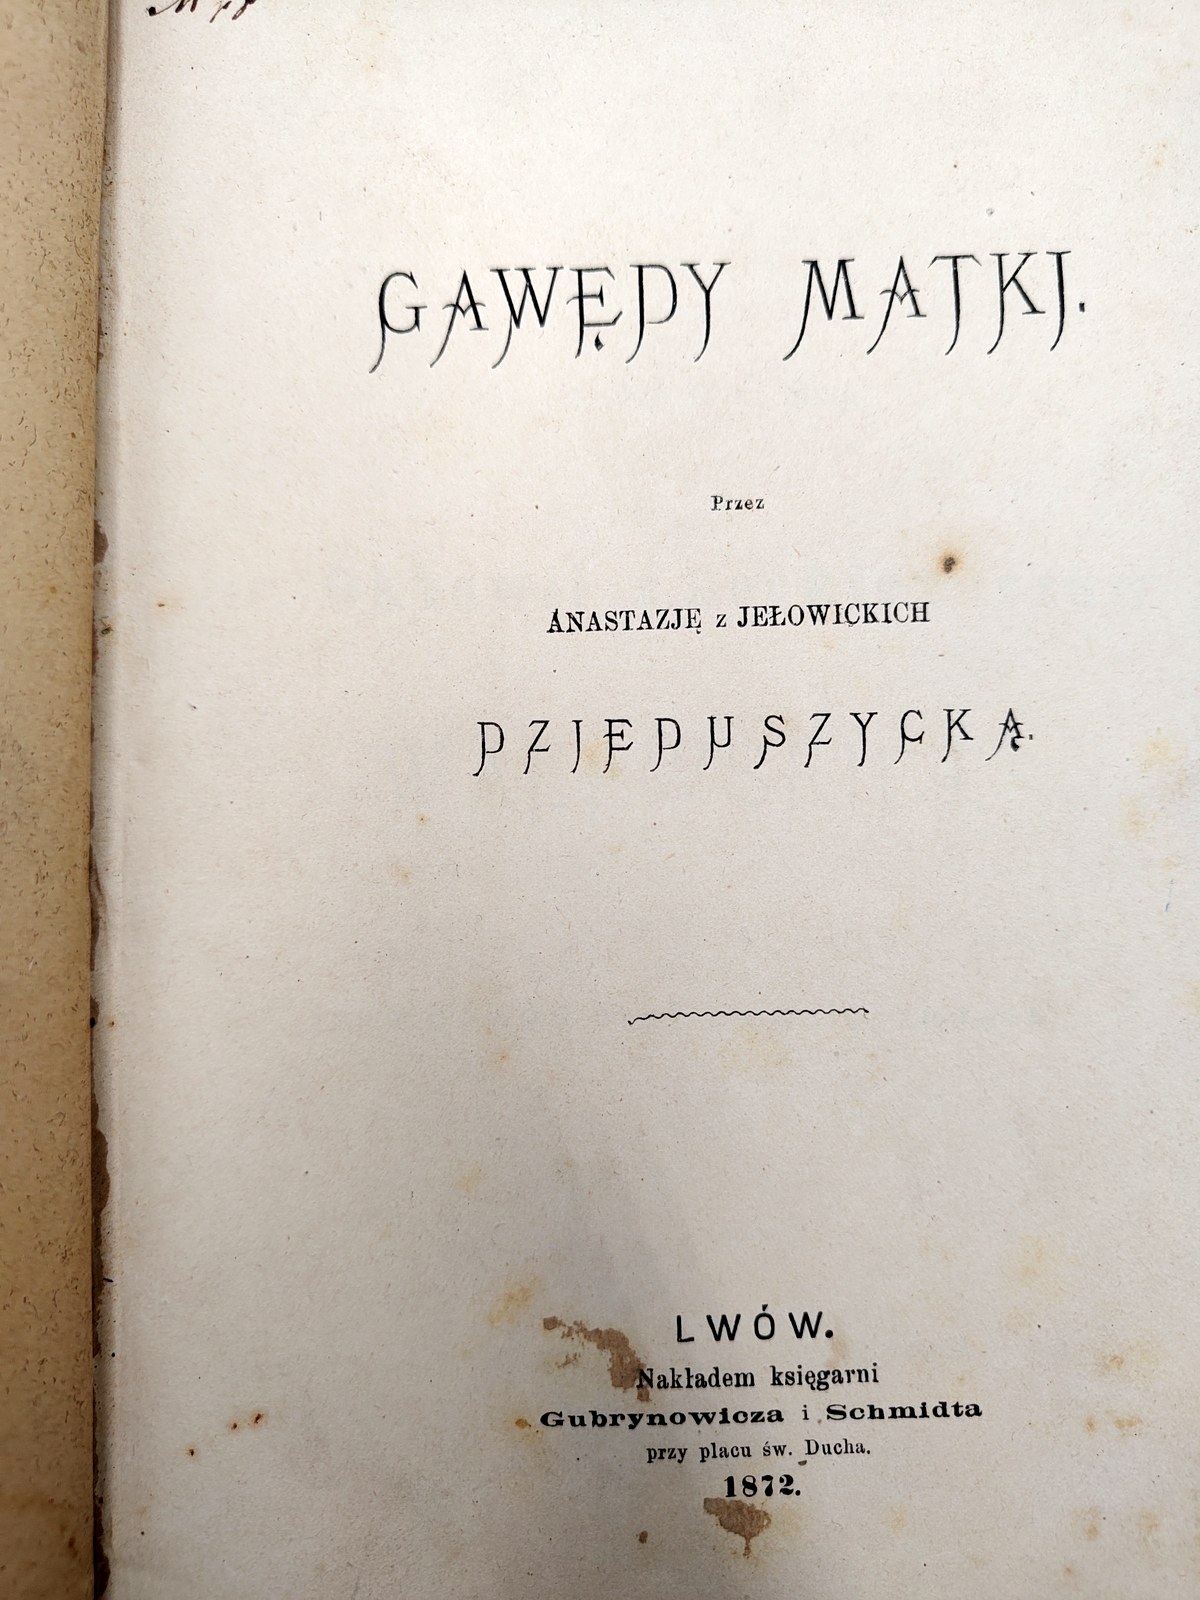 GAWĘDY MATKI.
Przez
ANASTAZJĘ z JEŁOWICKICH
DZIEDUSZYCKĄ.
LWÓW.
Nakładem księgarni
Gubrynowicza i Schmidta
przy placu św. Ducha.
1872.